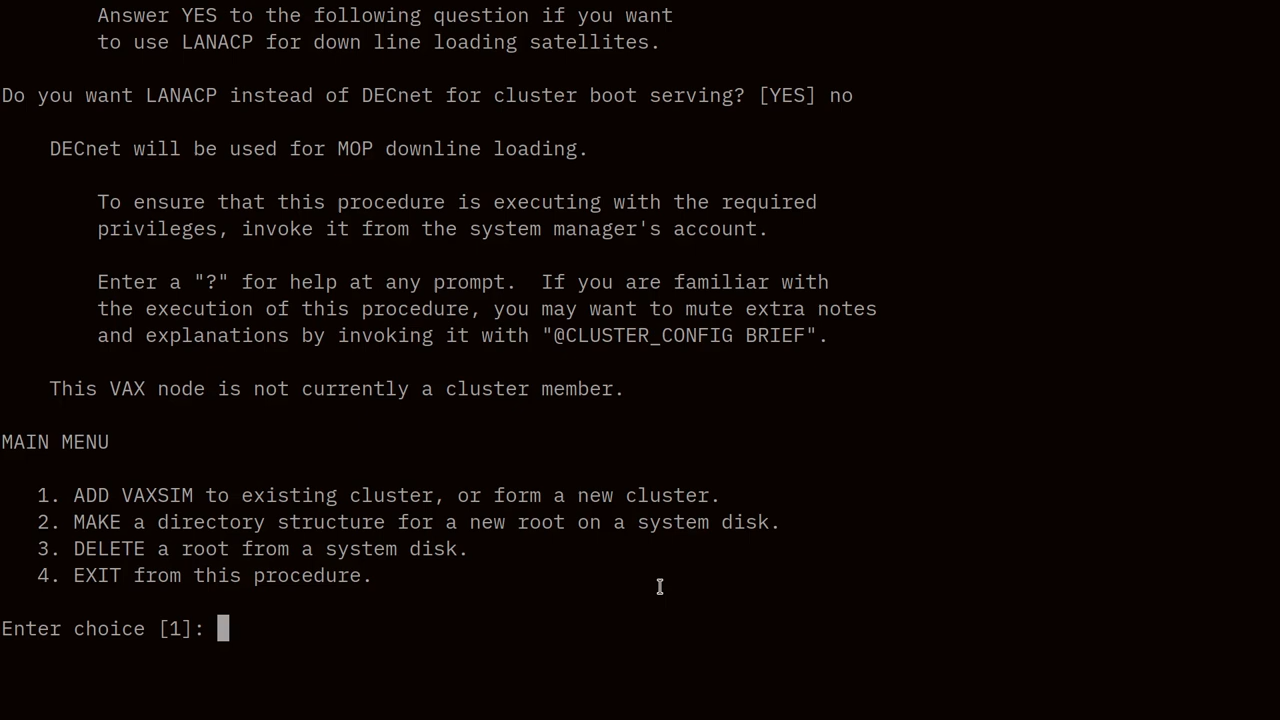 Answer YES to the following question if you want
to use LANACP for down line loading satellites.
Do you want LANACP instead of DECnet for cluster boot serving? [YES] no
DECnet will be used for MOP downline loading.
To ensure that this procedure is executing with the required
privileges, invoke it from the system manager's account.
Enter a "?" for help at any prompt.  If you are familiar with
the execution of this procedure, you may want to mute extra notes
and explanations by invoking it with "@CLUSTER_CONFIG BRIEF".
This VAX node is not currently a cluster member.
MAIN MENU
1. ADD VAXSIM to existing cluster, or form a new cluster.
2. MAKE a directory structure for a new root on a system disk.
3. DELETE a root from a system disk.
4. EXIT from this procedure.
Enter choice [1]: